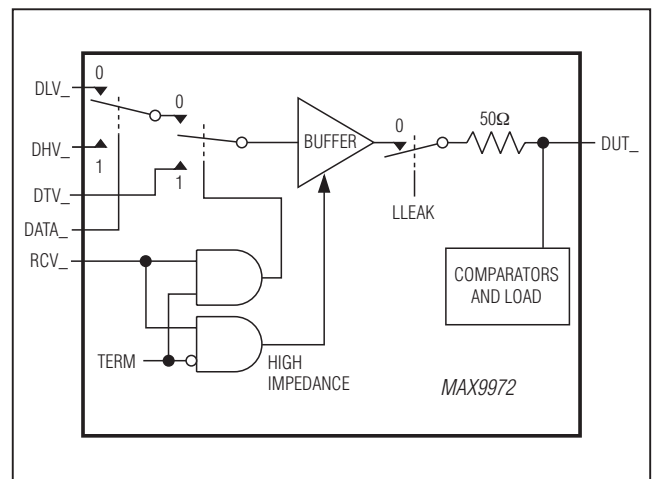 DLV_
0
0
DHV_
1
DTV_
1
DATA_
RCV_
TERM
BUFFER
HIGH
IMPEDANCE
0
LLEAK
50Ω
DUT_
COMPARATORS
AND LOAD
MAX9972